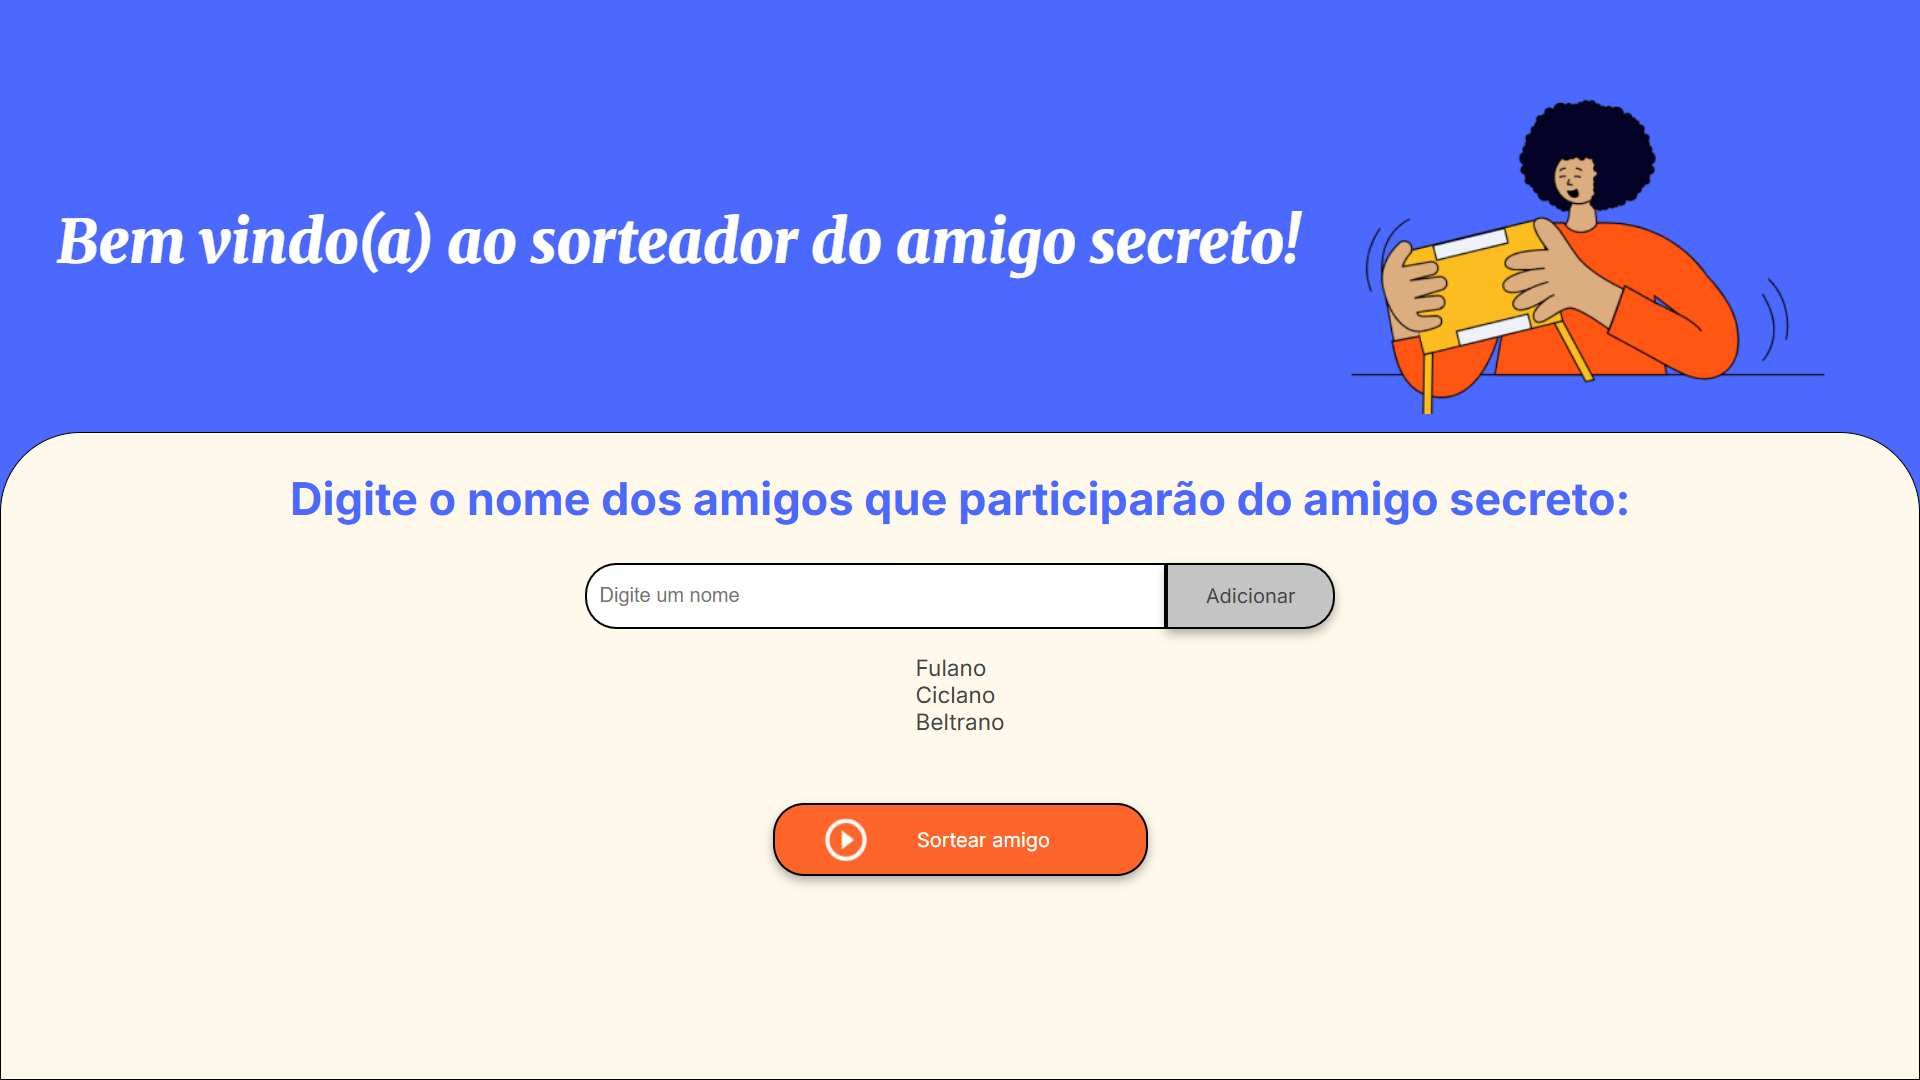 Bem vindo(a) ao sorteador do amigo secreto!
Digite o nome dos amigos que participarão do amigo secreto:
Digite um nome
Adicionar
Fulano
Ciclano
Beltrano
Sortear amigo